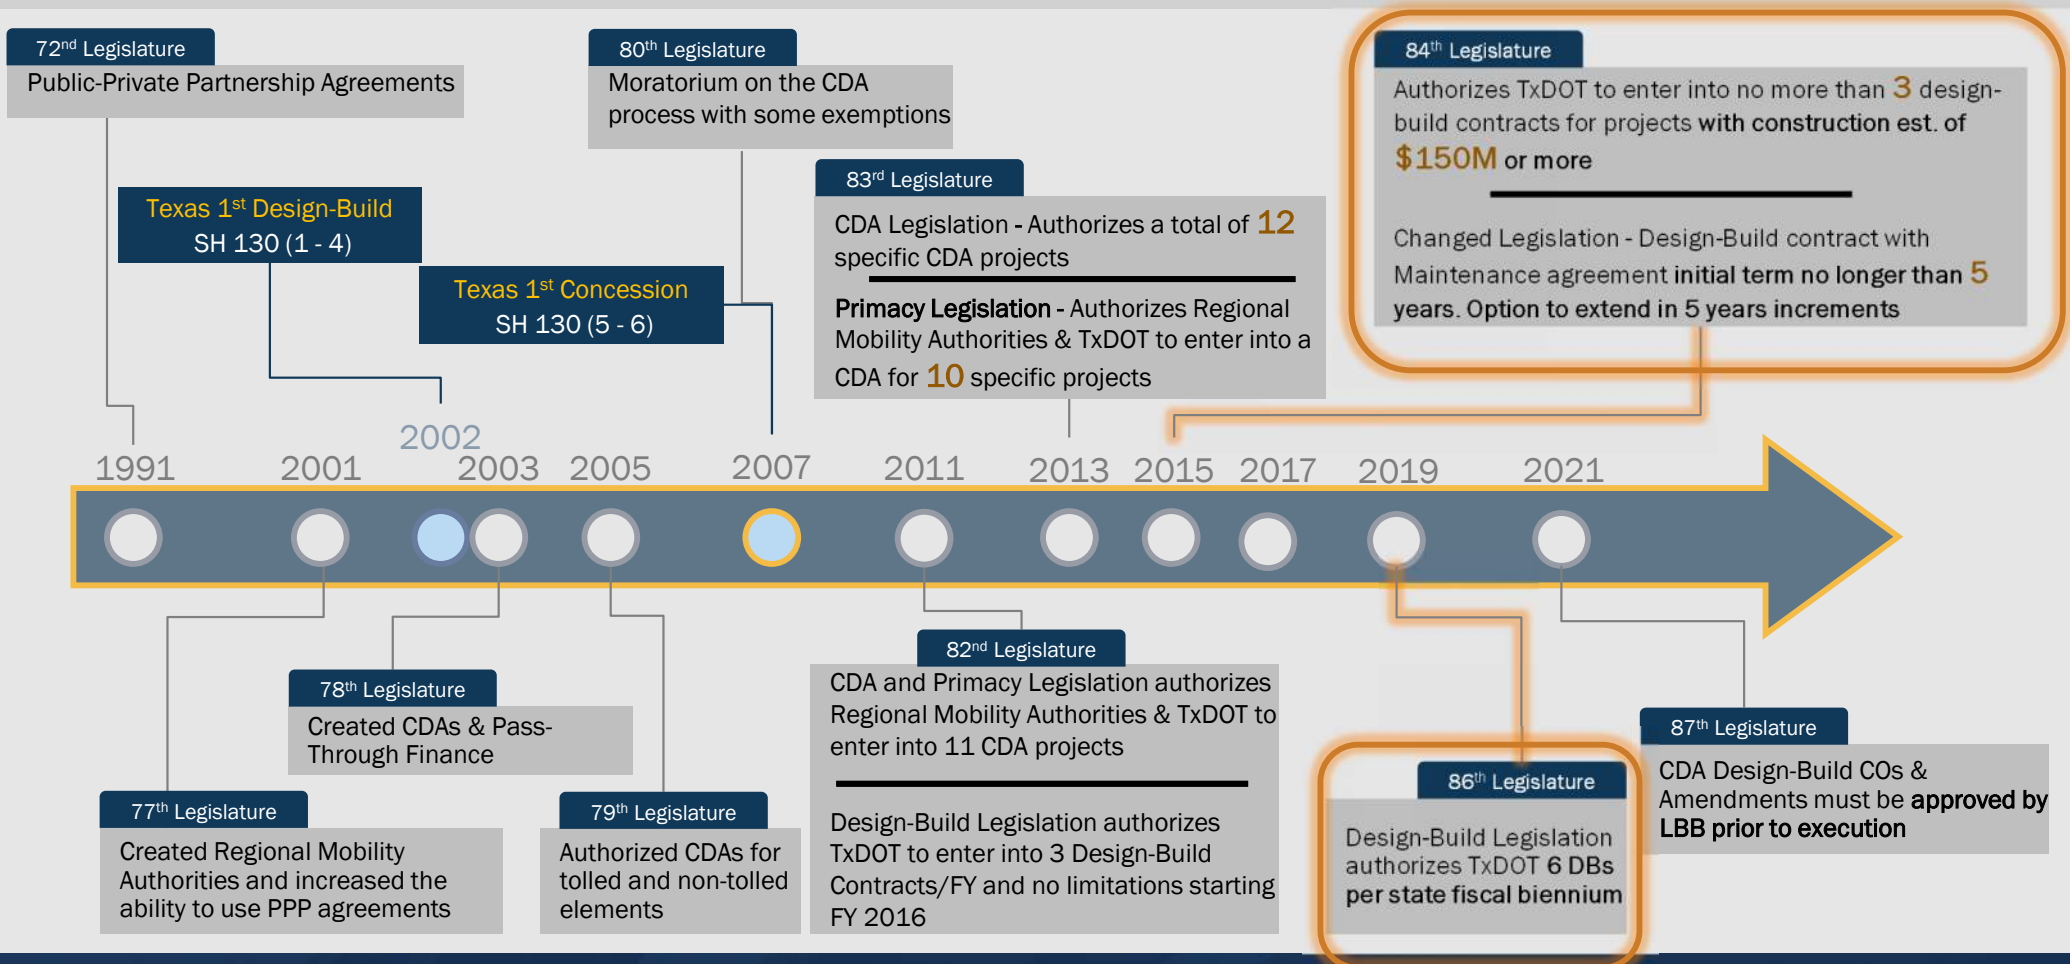 72nd Legislature
Public-Private Partnership Agreements
Texas 1st Design-Build
SH 130 (1 - 4)
Texas 1st Concession
SH 130 (5 - 6)
80th Legislature
Moratorium on the CDA
process with some exemptions
83rd Legislature
CDA Legislation - Authorizes a total of 12
specific CDA projects
Primacy Legislation - Authorizes Regional
Mobility Authorities & TxDOT to enter into a
CDA for 10 specific projects
84th Legislature
Authorizes TxDOT to enter into no more than 3 design-
build contracts for projects with construction est. of
$150M or more
Changed Legislation - Design-Build contract with
Maintenance agreement initial term no longer than 5
years. Option to extend in 5 years increments
1991
2001
2002
2003
2005
2007
2011
2013
2015
2017
2019
2021
77th Legislature
Created Regional Mobility
Authorities and increased the
ability to use PPP agreements
78th Legislature
Created CDAs & Pass-
Through Finance
79th Legislature
Authorized CDAs for
tolled and non-tolled
elements
82nd Legislature
CDA and Primacy Legislation authorizes
Regional Mobility Authorities & TxDOT to
enter into 11 CDA projects
Design-Build Legislation authorizes
TxDOT to enter into 3 Design-Build
Contracts/FY and no limitations starting
FY 2016
86th Legislature
Design-Build Legislation
authorizes TxDOT 6 DBs
per state fiscal biennium
87th Legislature
CDA Design-Build COs &
Amendments must be approved by
LBB prior to execution